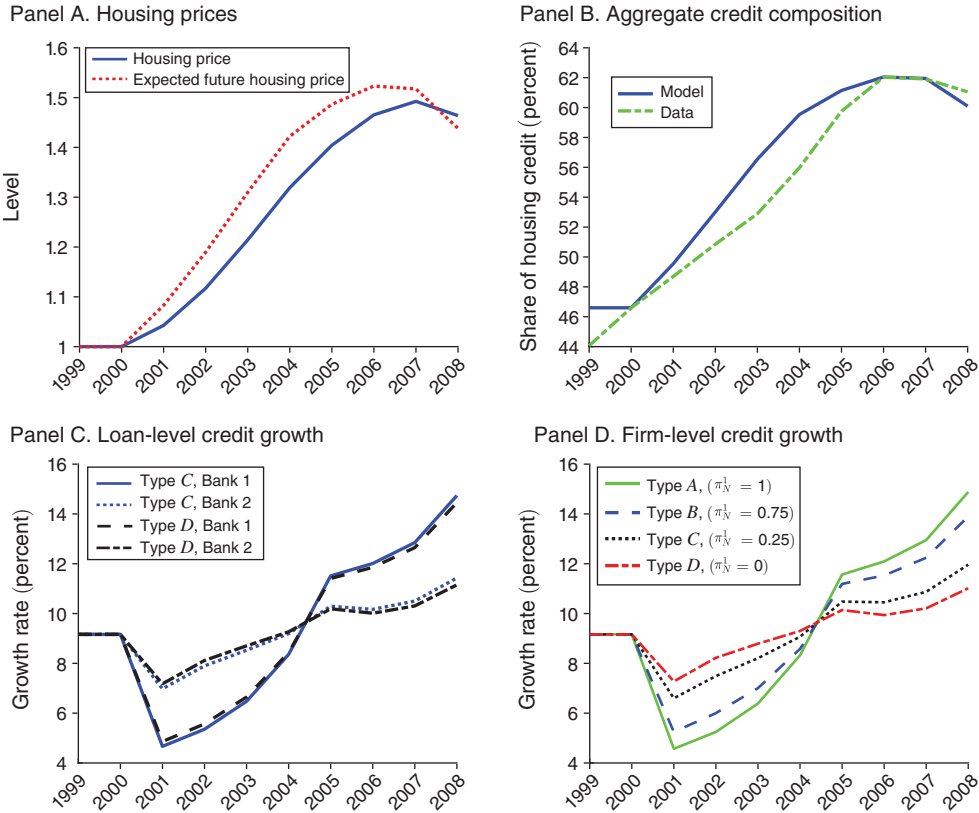 Panel A. Housing prices
Level
1.6
1.5
1.4
1.3
1.2
1.1
1
Housing price
Expected future housing price
1999 2000 2001 2002 2003 2004 2005 2006 2007 2008
Panel B. Aggregate credit composition
Share of housing credit (percent)
64
62
60
58
56
54
52
50
48
46
44
Model
Data
1999 2000 2001 2002 2003 2004 2005 2006 2007 2008
Panel C. Loan-level credit growth
Growth rate (percent)
16
14
12
10
8
6
4
Type C, Bank 1
Type C, Bank 2
Type D, Bank 1
Type D, Bank 2
1999 2000 2001 2002 2003 2004 2005 2006 2007 2008
Panel D. Firm-level credit growth
Growth rate (percent)
16
14
12
10
8
6
4
Type A, (π¹_N = 1)
Type B, (π¹_N = 0.75)
Type C, (π¹_N = 0.25)
Type D, (π¹_N = 0)
1999 2000 2001 2002 2003 2004 2005 2006 2007 2008